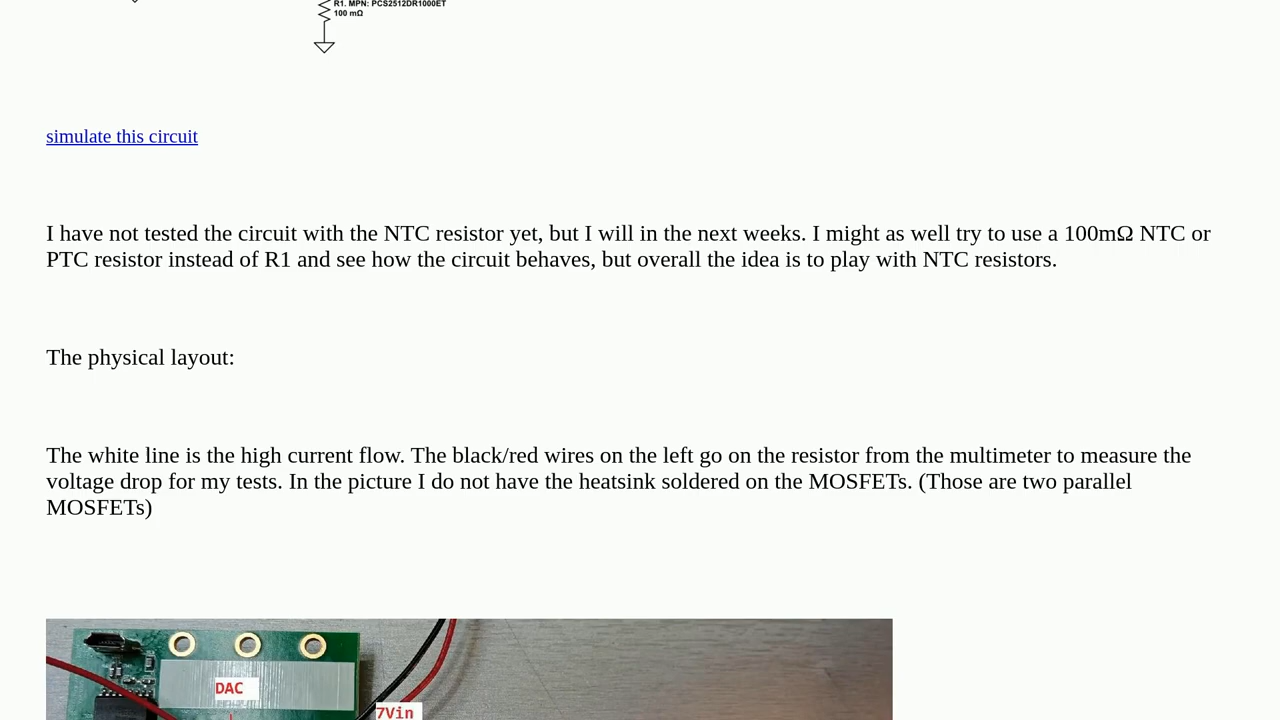 R1. MPN: PCS2512DR1000ET
100 mΩ
simulate this circuit
I have not tested the circuit with the NTC resistor yet, but I will in the next weeks. I might as well try to use a 100mΩ NTC or
PTC resistor instead of R1 and see how the circuit behaves, but overall the idea is to play with NTC resistors.
The physical layout:
The white line is the high current flow. The black/red wires on the left go on the resistor from the multimeter to measure the
voltage drop for my tests. In the picture I do not have the heatsink soldered on the MOSFETs. (Those are two parallel
MOSFETs)
DAC
7Vin